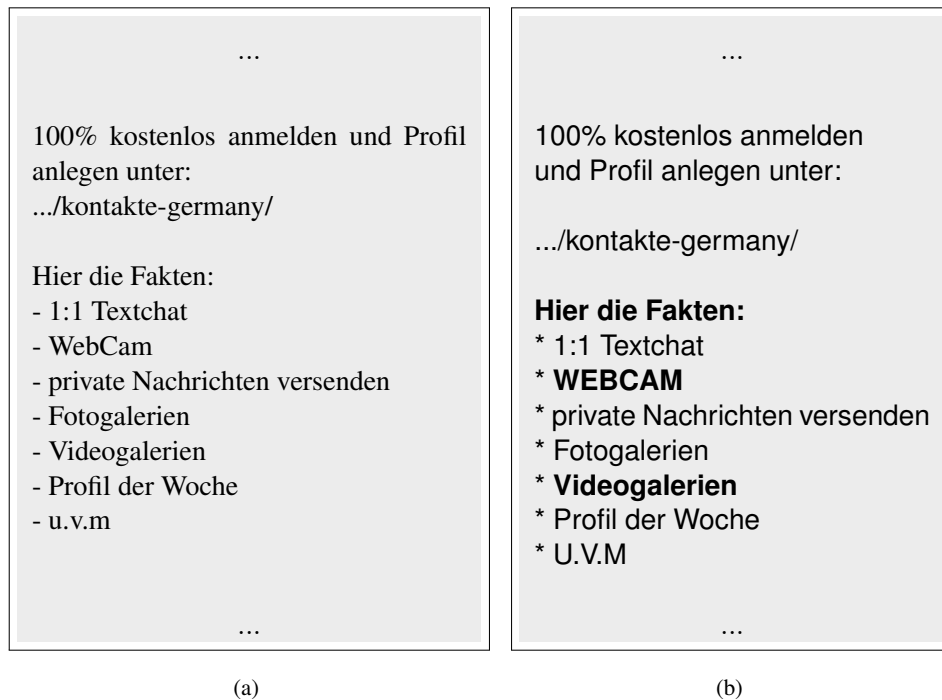 ...
100% kostenlos anmelden und Profil
anlegen unter:
.../kontakte-germany/
Hier die Fakten:
- 1:1 Textchat
- WebCam
- private Nachrichten versenden
- Fotogalerien
- Videogalerien
- Profil der Woche
- u.v.m
...
(a)
...
100% kostenlos anmelden
und Profil anlegen unter:
.../kontakte-germany/
Hier die Fakten:
* 1:1 Textchat
* WEBCAM
* private Nachrichten versenden
* Fotogalerien
* Videogalerien
* Profil der Woche
* U.V.M
...
(b)